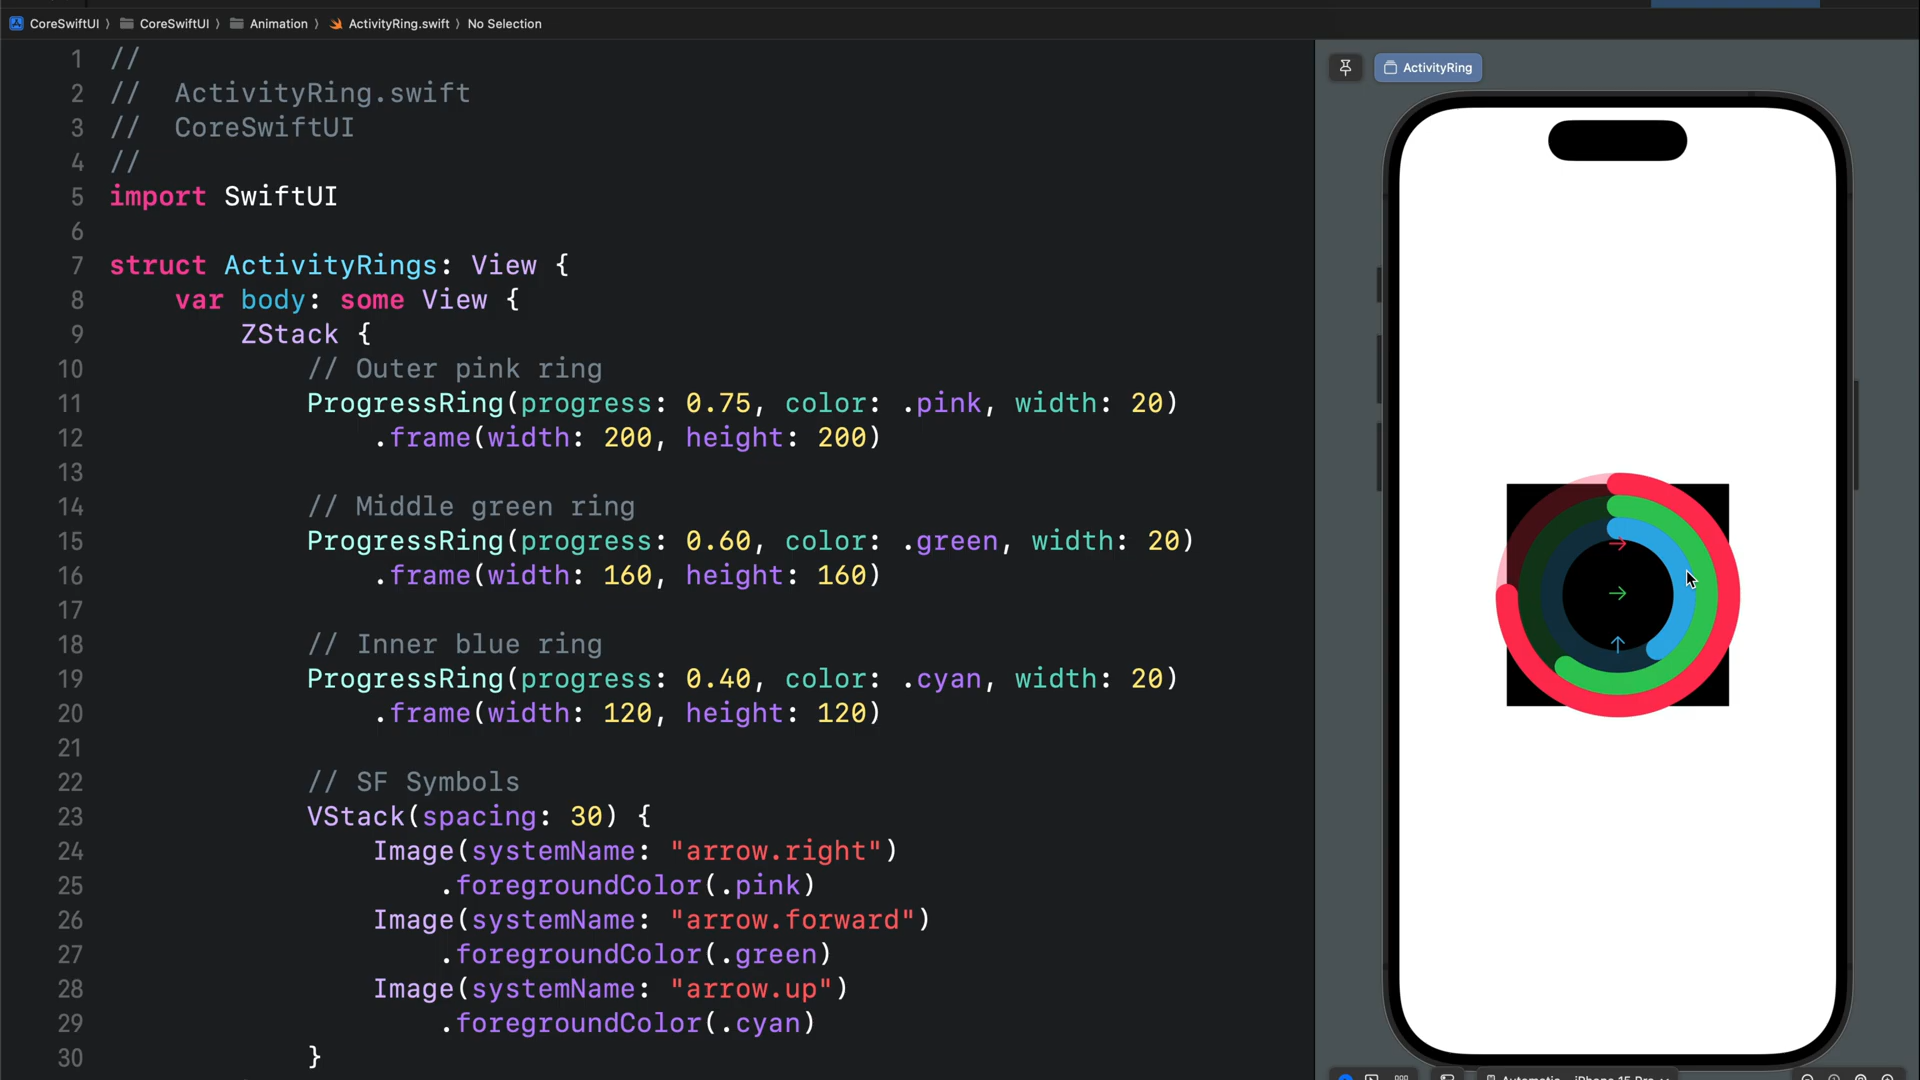 CoreSwiftUI 〉 CoreSwiftUI 〉 Animation 〉 ActivityRing.swift 〉 No Selection
ActivityRing
1 //
2 //  ActivityRing.swift
3 //  CoreSwiftUI
4 //
5 import SwiftUI
6
7 struct ActivityRings: View {
8     var body: some View {
9         ZStack {
10             // Outer pink ring
11             ProgressRing(progress: 0.75, color: .pink, width: 20)
12                 .frame(width: 200, height: 200)
13
14             // Middle green ring
15             ProgressRing(progress: 0.60, color: .green, width: 20)
16                 .frame(width: 160, height: 160)
17
18             // Inner blue ring
19             ProgressRing(progress: 0.40, color: .cyan, width: 20)
20                 .frame(width: 120, height: 120)
21
22             // SF Symbols
23             VStack(spacing: 30) {
24                 Image(systemName: "arrow.right")
25                     .foregroundColor(.pink)
26                 Image(systemName: "arrow.forward")
27                     .foregroundColor(.green)
28                 Image(systemName: "arrow.up")
29                     .foregroundColor(.cyan)
30             }
Automatic – iPhone 15 Pro